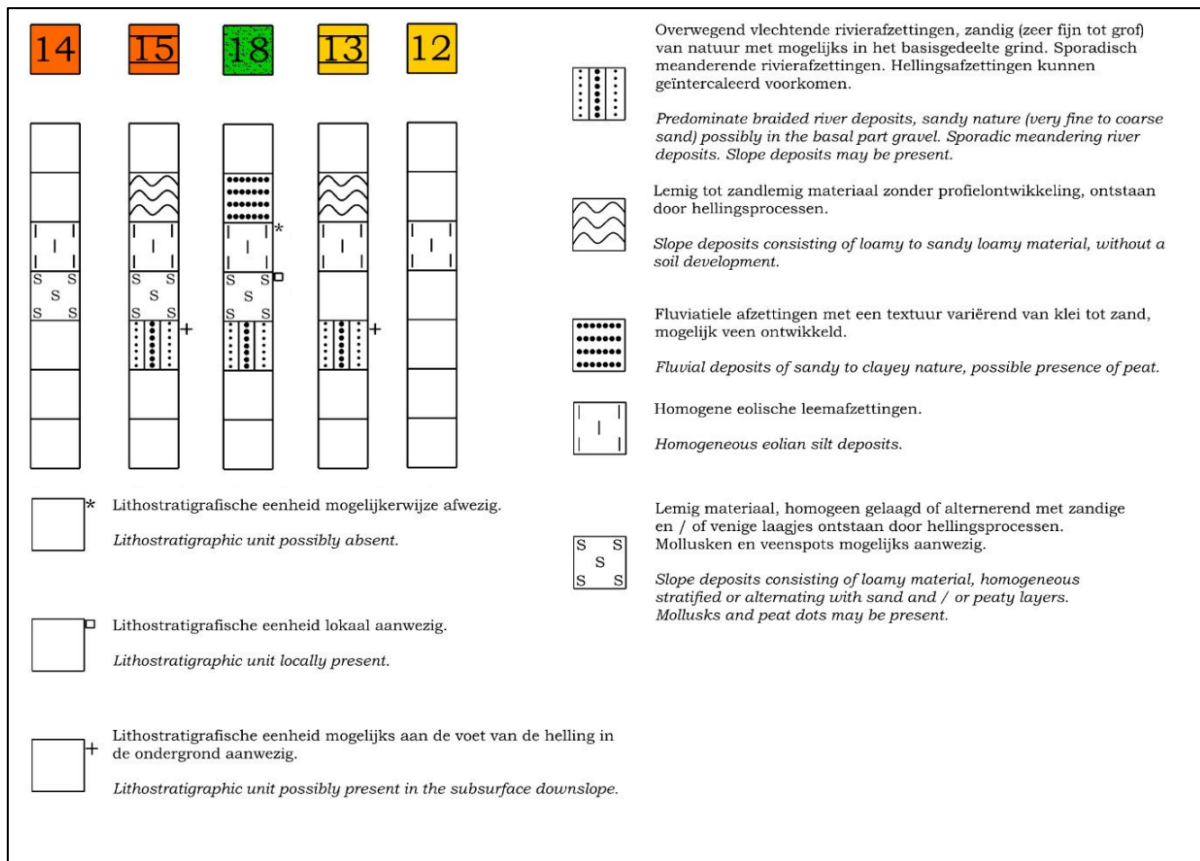 14 15 18 13 12
*
S S
S
S S
S S
S
S S
S S
S
S S
+
+
* Lithostratigrafische eenheid mogelijkerwijze afwezig.
Lithostratigraphic unit possibly absent.
Lithostratigrafische eenheid lokaal aanwezig.
Lithostratigraphic unit locally present.
+ Lithostratigrafische eenheid mogelijks aan de voet van de helling in
de ondergrond aanwezig.
Lithostratigraphic unit possibly present in the subsurface downslope.
Overwegend vlechtende rivierafzettingen, zandig (zeer fijn tot grof)
van natuur met mogelijks in het basisgedeelte grind. Sporadisch
meanderende rivierafzettingen. Hellingsafzettingen kunnen
geïntercaleerd voorkomen.
Predominate braided river deposits, sandy nature (very fine to coarse
sand) possibly in the basal part gravel. Sporadic meandering river
deposits. Slope deposits may be present.
Lemig tot zandlemig materiaal zonder profielontwikkeling, ontstaan
door hellingsprocessen.
Slope deposits consisting of loamy to sandy loamy material, without a
soil development.
Fluviatiele afzettingen met een textuur variërend van klei tot zand,
mogelijk veen ontwikkeld.
Fluvial deposits of sandy to clayey nature, possible presence of peat.
Homogene eolische leemafzettingen.
Homogeneous eolian silt deposits.
Lemig materiaal, homogeen gelaagd of alternerend met zandige
en / of venige laagjes ontstaan door hellingsprocessen.
Mollusken en veenspots mogelijks aanwezig.
S S
S
S S
Slope deposits consisting of loamy material, homogeneous
stratified or alternating with sand and / or peaty layers.
Mollusks and peat dots may be present.